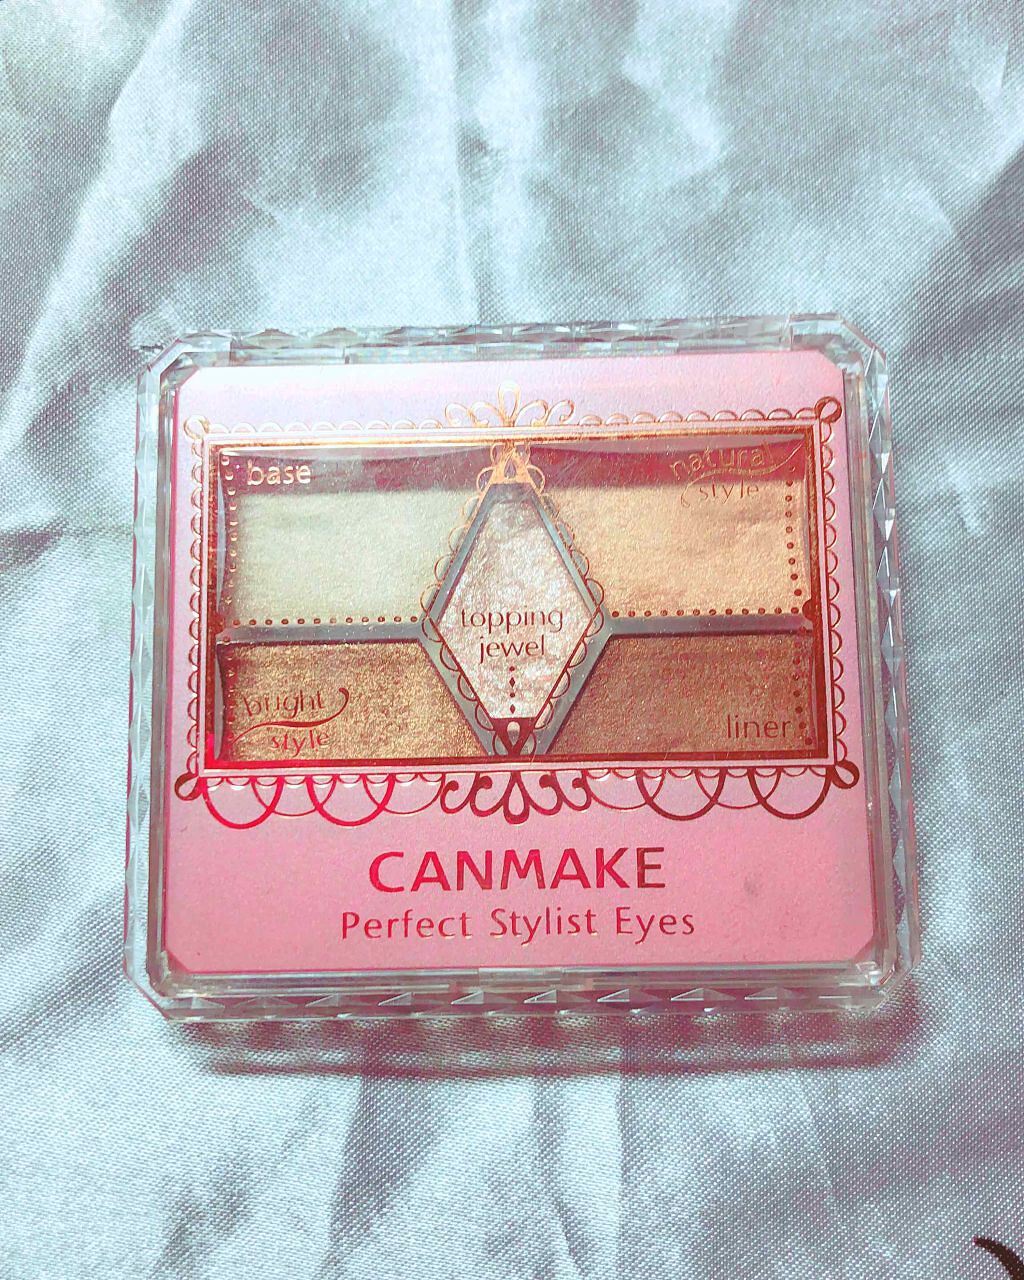 base
natural
style
topping
jewel
bright
style
liner
CANMAKE
Perfect Stylist Eyes